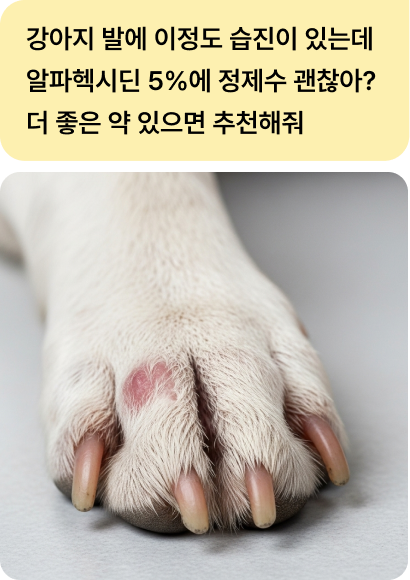 강아지 발에 이정도 습진이 있는데
알파헥시딘 5%에 정제수 괜찮아?
더 좋은 약 있으면 추천해줘